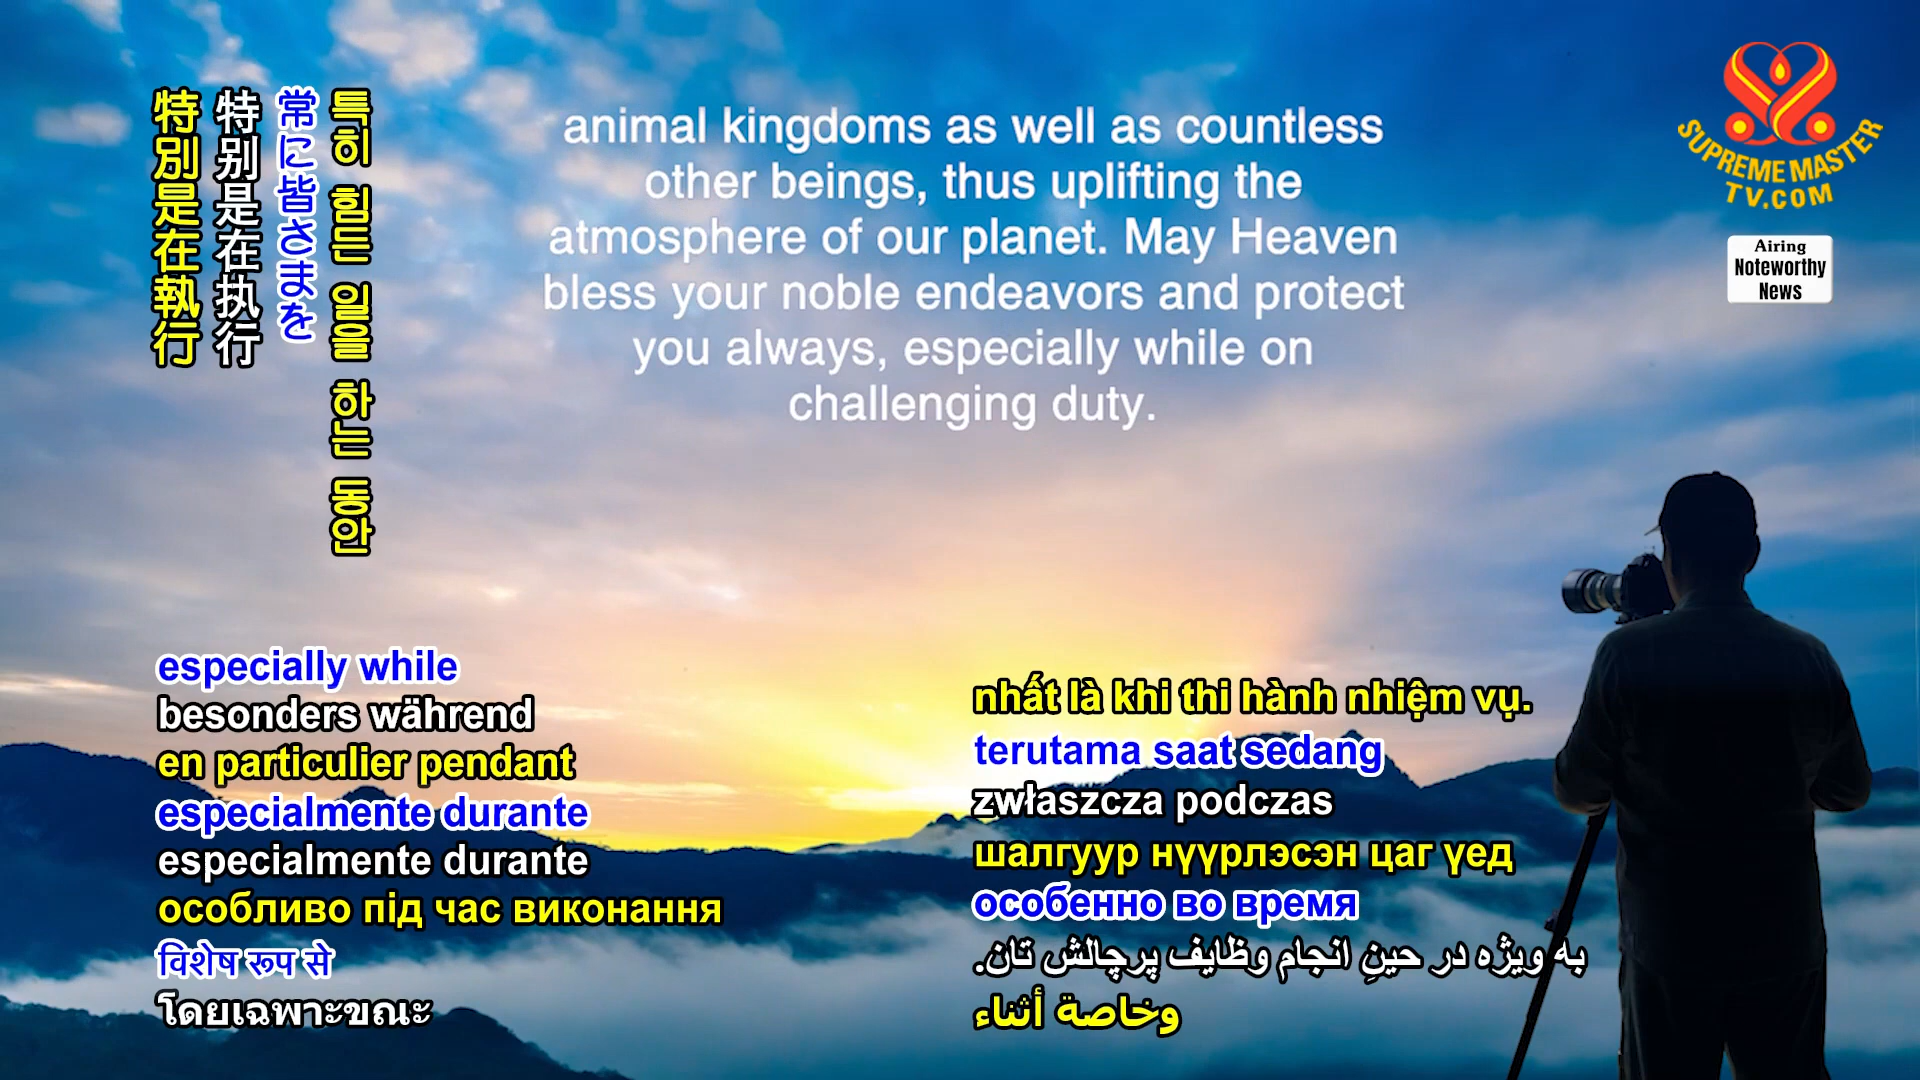 特別是在執行
特别是在执行
常に皆さまを
특히 힘든 일을 하는 동안
animal kingdoms as well as countless
other beings, thus uplifting the
atmosphere of our planet. May Heaven
bless your noble endeavors and protect
you always, especially while on
challenging duty.
SUPREME MASTER
TV.COM
Airing
Noteworthy
News
especially while
besonders während
en particulier pendant
especialmente durante
especialmente durante
особливо під час виконання
विशेष रूप से
โดยเฉพาะขณะ
nhất là khi thi hành nhiệm vụ.
terutama saat sedang
zwłaszcza podczas
шалгуур нүүрлэсэн цаг үед
особенно во время
به ویژه در حینِ انجام وظایف پرچالش تان.
وخاصة أثناء